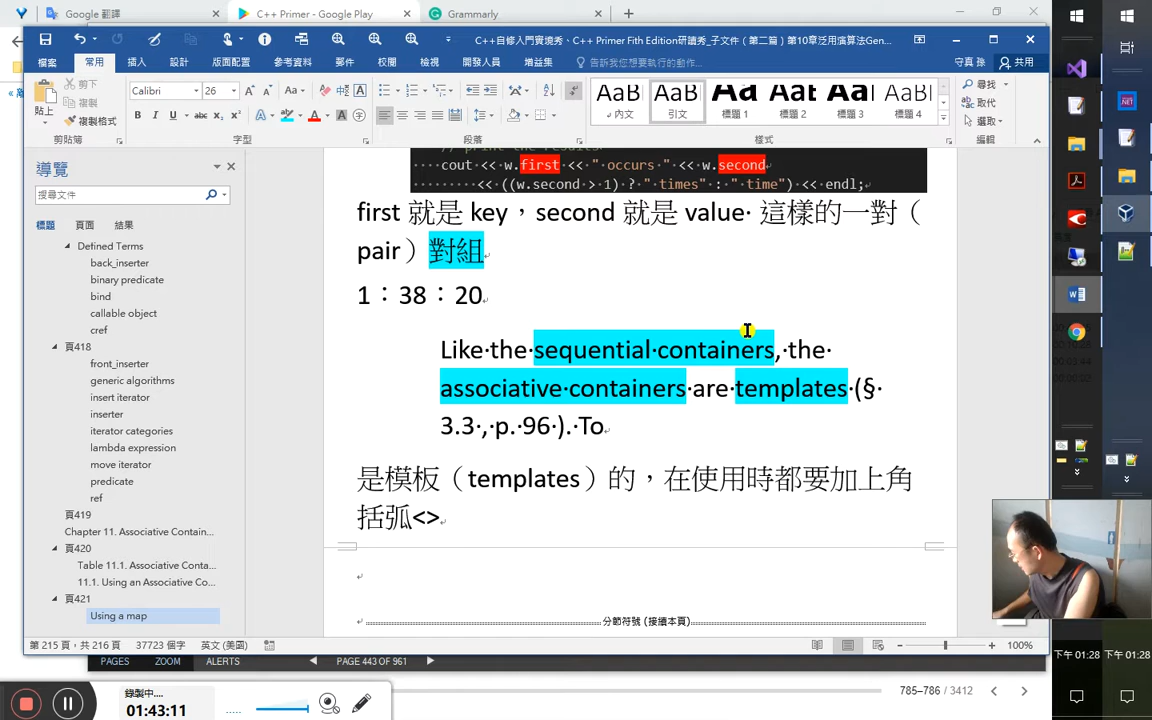 Google 翻譯
C++ Primer - Google Play
Grammarly
C++自修入門實境秀、C++ Primer Fith Edition研讀秀_子文件（第二篇）第10章泛用演算法Gen...
檔案
常用
插入
設計
版面配置
參考資料
郵件
校閱
檢視
開發人員
增益集
告訴我您想要執行的動作...
守真 孫
共用
貼上
剪下
複製
複製格式
剪貼簿
Calibri
26
字型
段落
AaB AaB Aa AaB AaB AaB
內文
引文
標題 1
標題 2
標題 3
標題 4
樣式
尋找
取代
選取
編輯
導覽
搜尋文件
標題
頁面
結果
Defined Terms
back_inserter
binary predicate
bind
callable object
cref
頁418
front_inserter
generic algorithms
insert iterator
inserter
iterator categories
lambda expression
move iterator
predicate
ref
頁419
Chapter 11. Associative Contain...
頁420
Table 11.1. Associative Conta...
11.1. Using an Associative Co...
頁421
Using a map
cout << w.first << " occurs " << w.second
<< ((w.second > 1) ? " times" : " time") << endl;
first 就是 key，second 就是 value 這樣的一對（
pair）對組
1：38：20
Like the sequential containers, the
associative containers are templates (§
3.3 , p. 96 ). To
是模板（templates）的，在使用時都要加上角
括弧<>
分節符號 (接續本頁)
第 215 頁，共 216 頁
37723 個字
英文 (美國)
100%
PAGES
ZOOM
ALERTS
PAGE 443 OF 961
785–786 / 3412
錄製中...
01:43:11
下午 01:28
下午 01:28